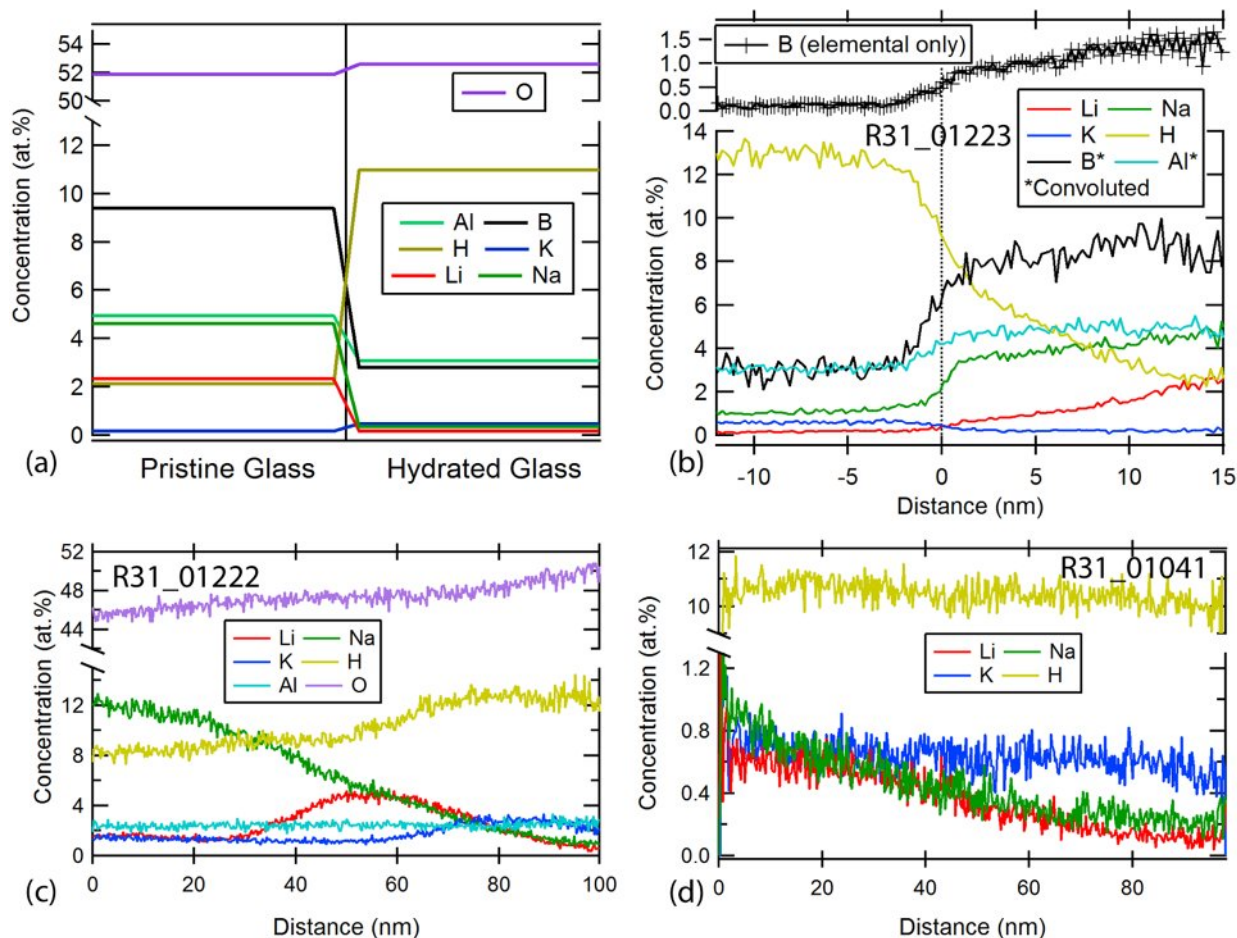 54
52
50
O
12
10
8
6
4
2
0
Concentration (at.%)
Al B
H K
Li Na
(a)
Pristine Glass Hydrated Glass
1.5
1.0
0.5
0.0
B (elemental only)
R31_01223
Li Na
K H
B* Al*
*Convoluted
14
12
10
8
6
4
2
0
Concentration (at.%)
-10 -5 0 5 10 15
(b)
Distance (nm)
52
48
44
R31_01222
Li Na
K H
Al O
12
8
4
0
Concentration (at.%)
0 20 40 60 80 100
(c)
Distance (nm)
12
10
R31_01041
Li Na
K H
1.2
0.8
0.4
0.0
Concentration (at.%)
0 20 40 60 80
(d)
Distance (nm)